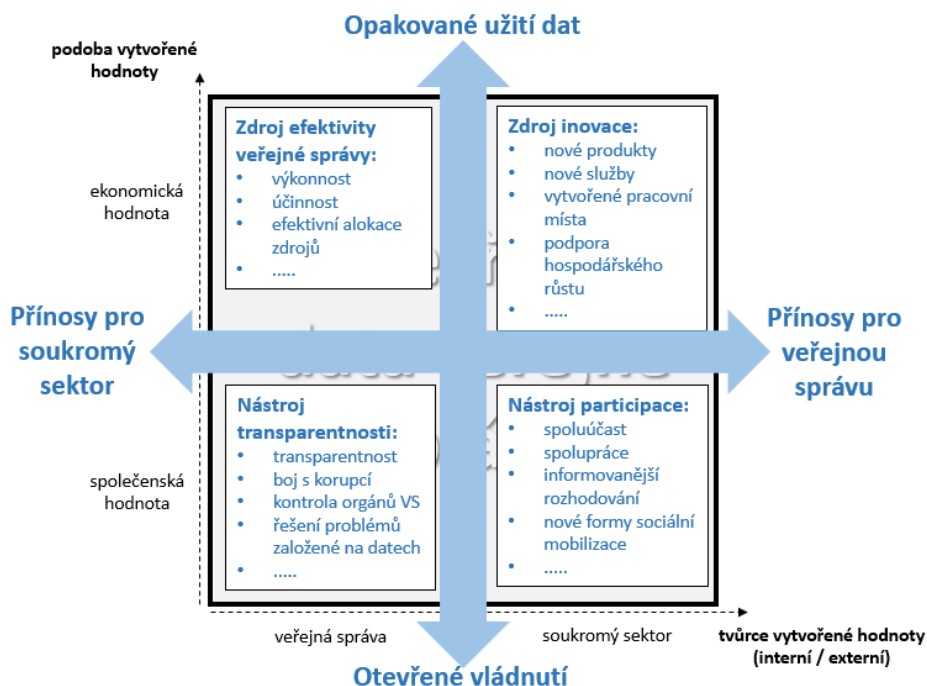 Opakované užití dat
podoba vytvořené
hodnoty
Zdroj efektivity
veřejné správy:
• výkonnost
• účinnost
• efektivní alokace
zdrojů
• .....
Zdroj inovace:
• nové produkty
• nové služby
• vytvořené pracovní
místa
• podpora
hospodářského
růstu
• .....
ekonomická
hodnota
Přínosy pro
soukromý
sektor
Přínosy pro
veřejnou
správu
Nástroj
transparentnosti:
• transparentnost
• boj s korupcí
• kontrola orgánů VS
• řešení problémů
založené na datech
• .....
Nástroj participace:
• spoluúčast
• spolupráce
• informovanější
rozhodování
• nové formy sociální
mobilizace
• .....
společenská
hodnota
veřejná správa
soukromý sektor
tvůrce vytvořené hodnoty
(interní / externí)
Otevřené vládnutí